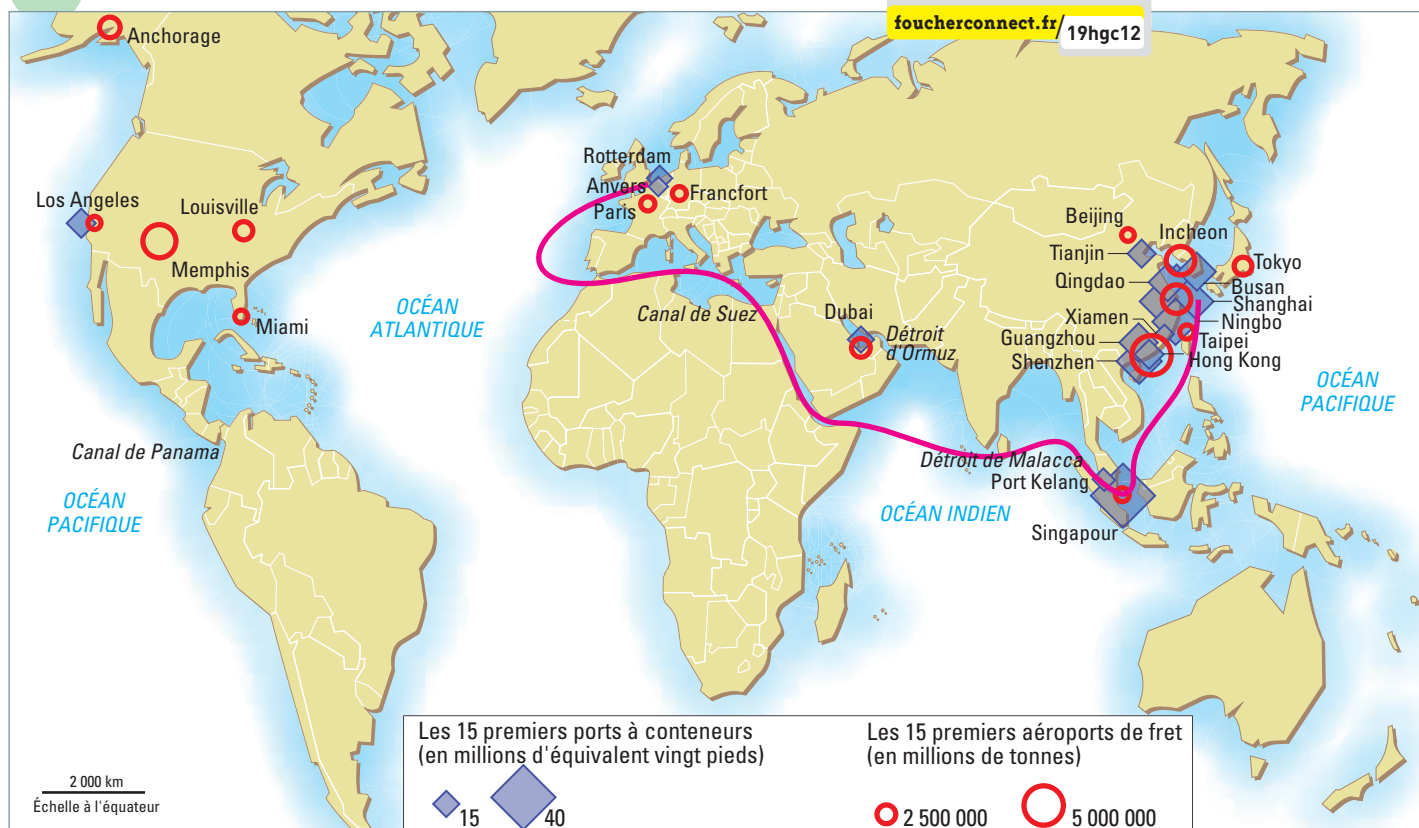 foucherconnect.fr/
19hgc12
Anchorage
Rotterdam
Anvers
Francfort
Paris
Los Angeles
Louisville
Memphis
Miami
Beijing
Incheon
Tianjin
Tokyo
Qingdao
Busan
Shanghai
Xiamen
Ningbo
Guangzhou
Taipei
Shenzhen
Hong Kong
OCÉAN
ATLANTIQUE
Canal de Suez
Dubai
Détroit
d'Ormuz
OCÉAN
PACIFIQUE
Canal de Panama
Détroit de Malacca
Port Kelang
OCÉAN
PACIFIQUE
OCÉAN INDIEN
Singapour
Les 15 premiers ports à conteneurs
(en millions d'équivalent vingt pieds)
15
40
Les 15 premiers aéroports de fret
(en millions de tonnes)
2 500 000
5 000 000
2 000 km
Échelle à l'équateur